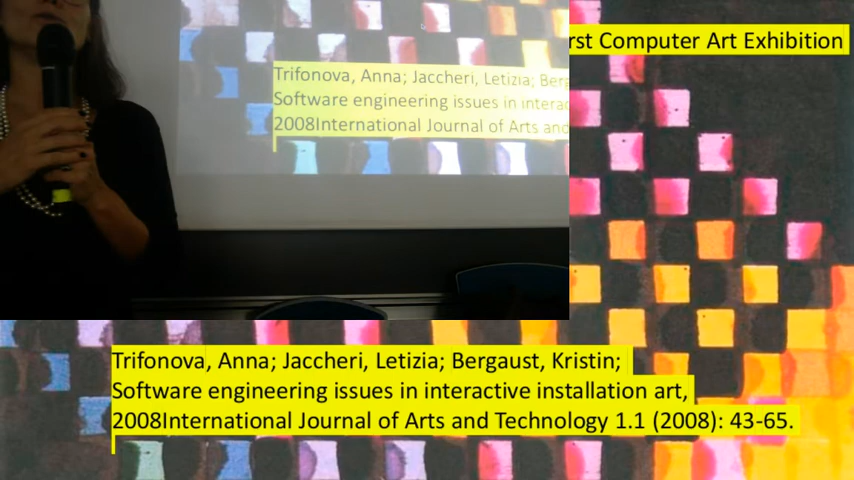 rst Computer Art Exhibition
Trifonova, Anna; Jaccheri, Letizia; Berg
Software engineering issues in interac
2008International Journal of Arts and
Trifonova, Anna; Jaccheri, Letizia; Bergaust, Kristin;
Software engineering issues in interactive installation art,
2008International Journal of Arts and Technology 1.1 (2008): 43-65.